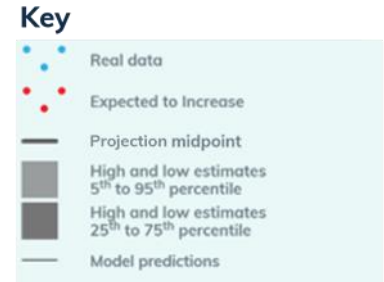 Key
Real data
Expected to Increase
Projection midpoint
High and low estimates
5th to 95th percentile
High and low estimates
25th to 75th percentile
Model predictions